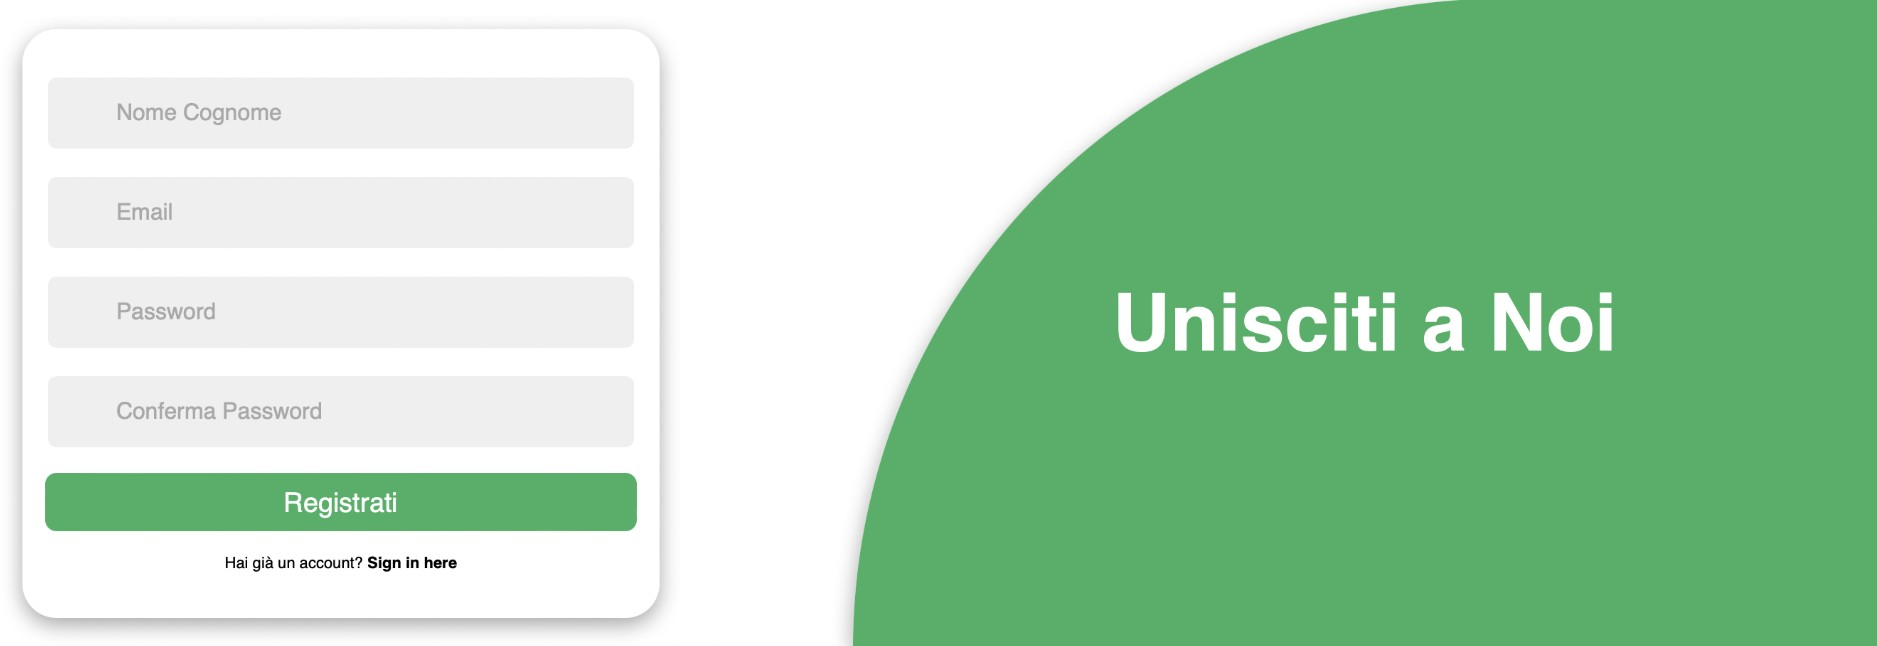 Nome Cognome
Email
Password
Conferma Password
Registrati
Hai già un account? Sign in here
Unisciti a Noi